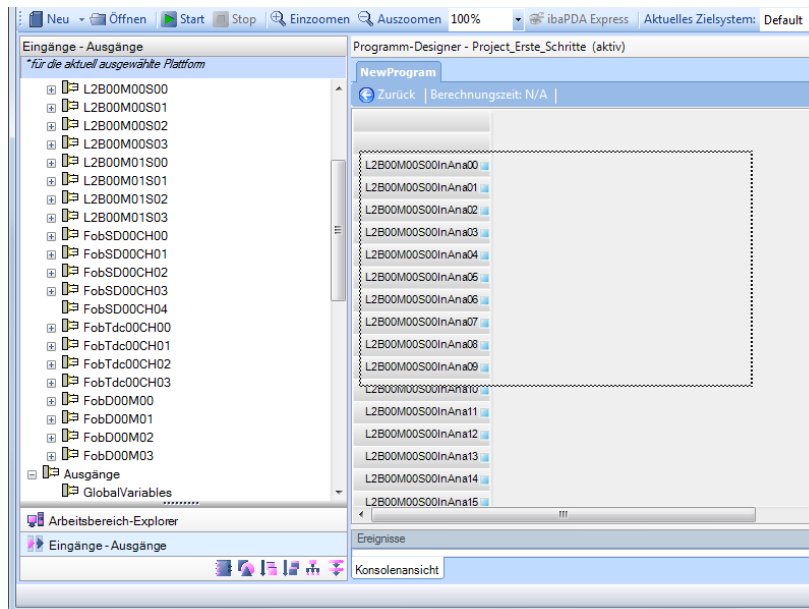 Neu Öffnen Start Stop Einzoomen Auszoomen 100% ibaPDA Express Aktuelles Zielsystem: Default
Eingänge - Ausgänge
*für die aktuell ausgewählte Plattform
L2B00M00S00
L2B00M00S01
L2B00M00S02
L2B00M00S03
L2B00M01S00
L2B00M01S01
L2B00M01S02
L2B00M01S03
FobSD00CH00
FobSD00CH01
FobSD00CH02
FobSD00CH03
FobSD00CH04
FobTdc00CH00
FobTdc00CH01
FobTdc00CH02
FobTdc00CH03
FobD00M00
FobD00M01
FobD00M02
FobD00M03
Ausgänge
GlobalVariables
Arbeitsbereich-Explorer
Eingänge - Ausgänge
Programm-Designer - Project_Erste_Schritte (aktiv)
NewProgram
Zurück | Berechnungszeit: N/A |
L2B00M00S00InAna00
L2B00M00S00InAna01
L2B00M00S00InAna02
L2B00M00S00InAna03
L2B00M00S00InAna04
L2B00M00S00InAna05
L2B00M00S00InAna06
L2B00M00S00InAna07
L2B00M00S00InAna08
L2B00M00S00InAna09
L2B00M00S00InAna10
L2B00M00S00InAna11
L2B00M00S00InAna12
L2B00M00S00InAna13
L2B00M00S00InAna14
L2B00M00S00InAna15
Ereignisse
Konsolenansicht